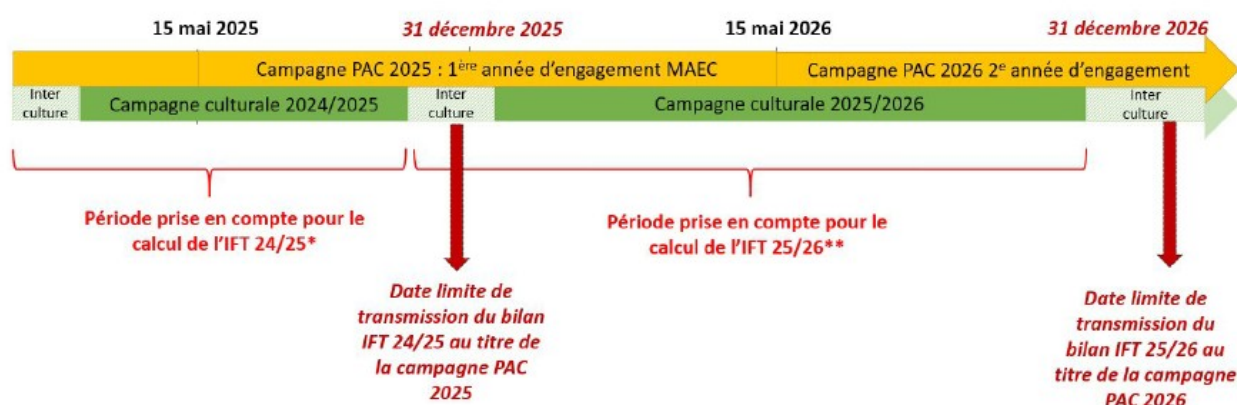 15 mai 2025
31 décembre 2025
15 mai 2026
31 décembre 2026
Campagne PAC 2025 : 1ère année d'engagement MAEC
Campagne PAC 2026 2e année d'engagement
Inter
culture
Campagne culturale 2024/2025
Inter
culture
Campagne culturale 2025/2026
Inter
culture
Période prise en compte pour le
calcul de l'IFT 24/25*
Période prise en compte pour le
calcul de l'IFT 25/26**
Date limite de
transmission du bilan
IFT 24/25 au titre de
la campagne PAC
2025
Date limite de
transmission du
bilan IFT 25/26 au
titre de la campagne
PAC 2026